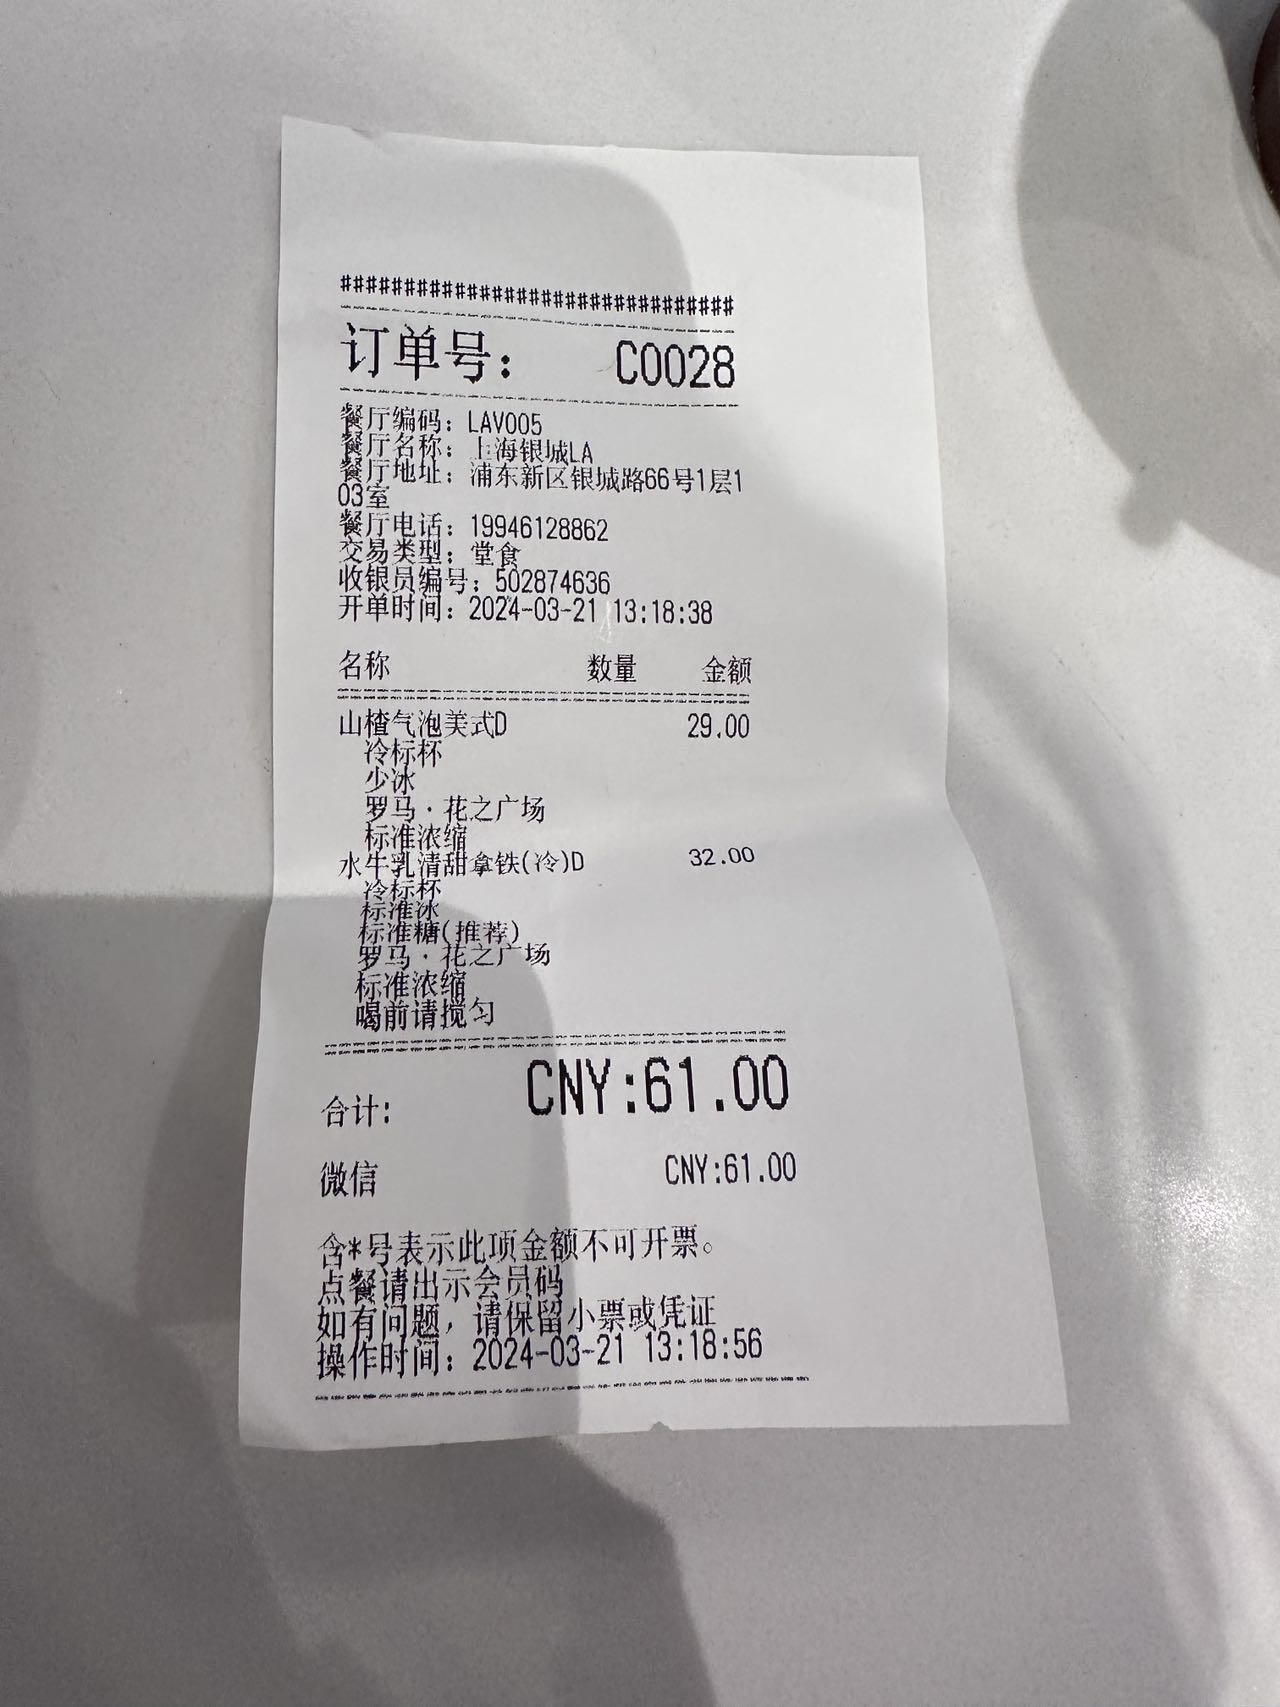 ###############################
订单号： C0028
餐厅编码：LAV005
餐厅名称：上海银城LA
餐厅地址：浦东新区银城路66号1层1
03室
餐厅电话：19946128862
交易类型：堂食
收银员编号：502874636
开单时间：2024-03-21 13:18:38
名称 数量 金额
山楂气泡美式D 29.00
冷标杯
少冰
罗马·花之广场
标准浓缩
水牛乳清甜拿铁(冷)D 32.00
冷标杯
标准冰
标准糖(推荐)
罗马·花之广场
标准浓缩
喝前请搅匀
合计: CNY:61.00
微信 CNY:61.00
含*号表示此项金额不可开票。
点餐请出示会员码
如有问题，请保留小票或凭证
操作时间：2024-03-21 13:18:56